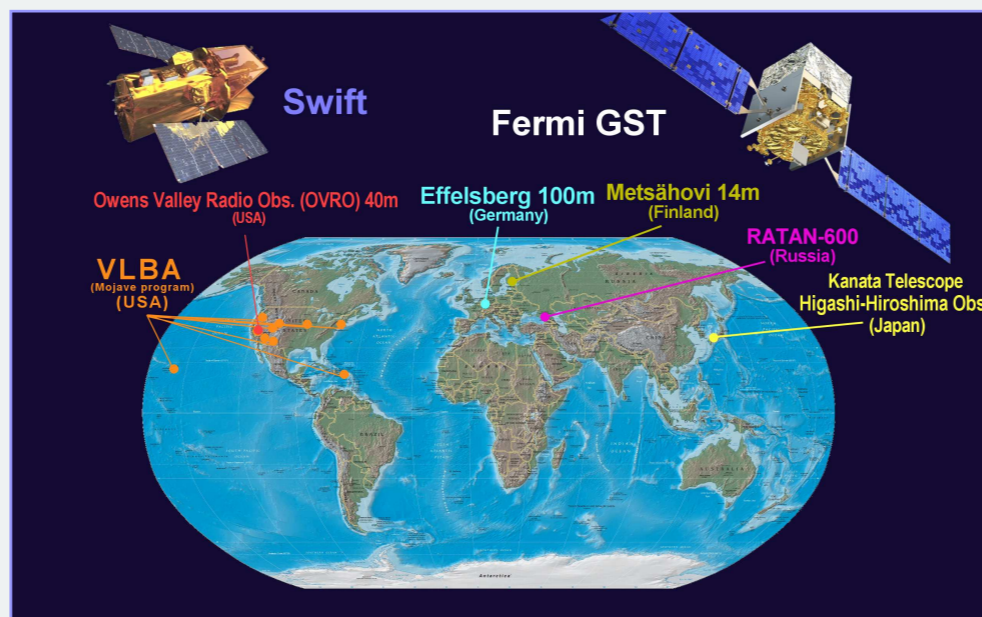 Swift
Fermi GST
Owens Valley Radio Obs. (OVRO) 40m
(USA)
Effelsberg 100m
(Germany)
Metsähovi 14m
(Finland)
RATAN-600
(Russia)
VLBA
(Mojave program)
(USA)
Kanata Telescope
Higashi-Hiroshima Obs
(Japan)
Antarctica